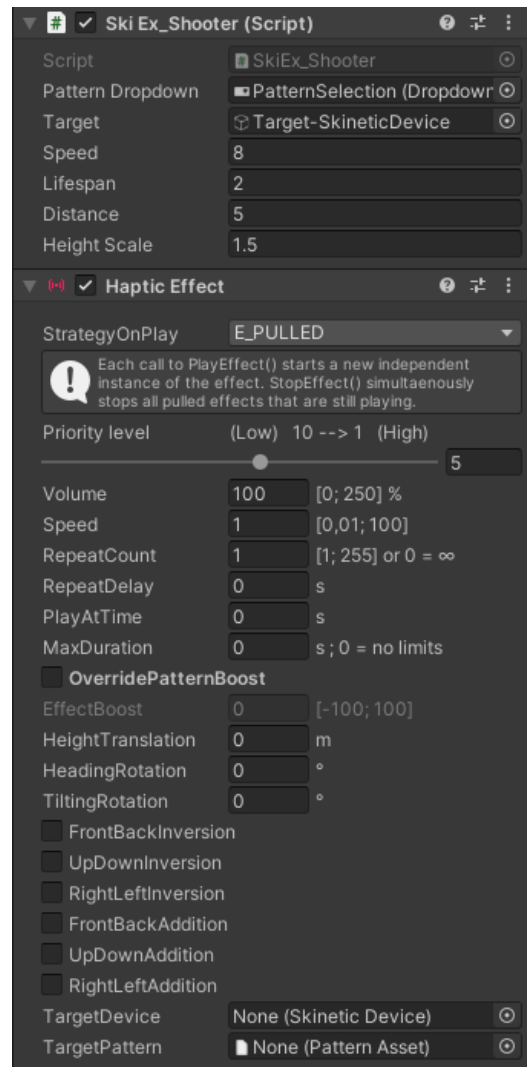 Ski Ex_Shooter (Script)
Script SkiEx_Shooter
Pattern Dropdown PatternSelection (Dropdown
Target Target-SkineticDevice
Speed 8
Lifespan 2
Distance 5
Height Scale 1.5
Haptic Effect
StrategyOnPlay E_PULLED
Each call to PlayEffect() starts a new independent
instance of the effect. StopEffect() simultaenously
stops all pulled effects that are still playing.
Priority level (Low) 10 --> 1 (High)
5
Volume 100 [0; 250] %
Speed 1 [0,01; 100]
RepeatCount 1 [1; 255] or 0 = ∞
RepeatDelay 0 s
PlayAtTime 0 s
MaxDuration 0 s ; 0 = no limits
OverridePatternBoost
EffectBoost 0 [-100; 100]
HeightTranslation 0 m
HeadingRotation 0 °
TiltingRotation 0 °
FrontBackInversion
UpDownInversion
RightLeftInversion
FrontBackAddition
UpDownAddition
RightLeftAddition
TargetDevice None (Skinetic Device)
TargetPattern None (Pattern Asset)